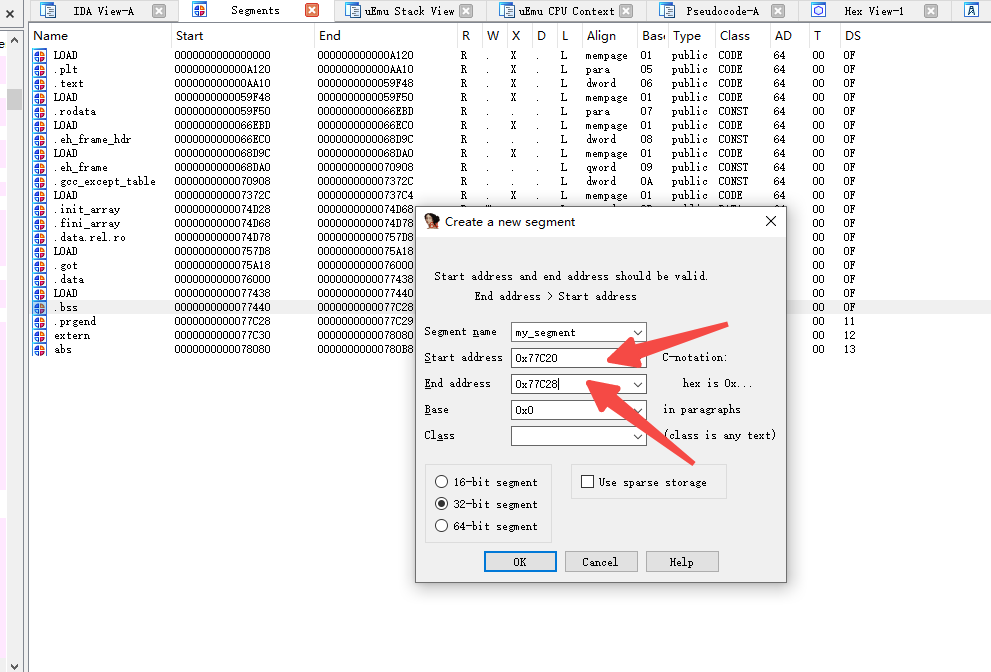 IDA View-A Segments uEmu Stack View uEmu CPU Context Pseudocode-A Hex View-1
Name Start End R W X D L Align Bas Type Class AD T DS
LOAD 0000000000000000 000000000000A120 R . X . L mempage 01 public CODE 64 00 0F
.plt 000000000000A120 000000000000AA10 R . X . L para 05 public CODE 64 00 0F
.text 000000000000AA10 0000000000059F48 R . X . L dword 06 public CODE 64 00 0F
LOAD 0000000000059F48 0000000000059F50 R . X . L mempage 01 public CODE 64 00 0F
.rodata 0000000000059F50 0000000000066EBD R . . . L para 07 public CONST 64 00 0F
LOAD 0000000000066EBD 0000000000066EC0 R . X . L mempage 01 public CODE 64 00 0F
.eh_frame_hdr 0000000000066EC0 0000000000068D9C R . . . L dword 08 public CONST 64 00 0F
LOAD 0000000000068D9C 0000000000068DA0 R . X . L mempage 01 public CODE 64 00 0F
.eh_frame 0000000000068DA0 0000000000070908 R . . . L qword 09 public CONST 64 00 0F
.gcc_except_table 0000000000070908 000000000007372C R . . . L dword 0A public CONST 64 00 0F
LOAD 000000000007372C 00000000000737C4 R . X . L mempage 01 public CODE 64 00 0F
.init_array 0000000000074D28 0000000000074D68 64 00 0F
.fini_array 0000000000074D68 0000000000074D78 00 0F
.data.rel.ro 0000000000074D78 00000000000757D8 00 0F
LOAD 00000000000757D8 0000000000075A18 00 0F
.got 0000000000075A18 0000000000076000 00 0F
.data 0000000000076000 0000000000077438 00 0F
LOAD 0000000000077438 0000000000077440 00 0F
.bss 0000000000077440 0000000000077C28 00 0F
.prgend 0000000000077C28 0000000000077C29 00 11
extern 0000000000077C30 0000000000078080 00 12
abs 0000000000078080 00000000000780B8 00 13
Create a new segment
Start address and end address should be valid.
End address > Start address
Segment name my_segment
Start address 0x77C20 C-notation:
End address 0x77C28 hex is 0x...
Base 0x0 in paragraphs
Class (class is any text)
16-bit segment Use sparse storage
32-bit segment
64-bit segment
OK Cancel Help